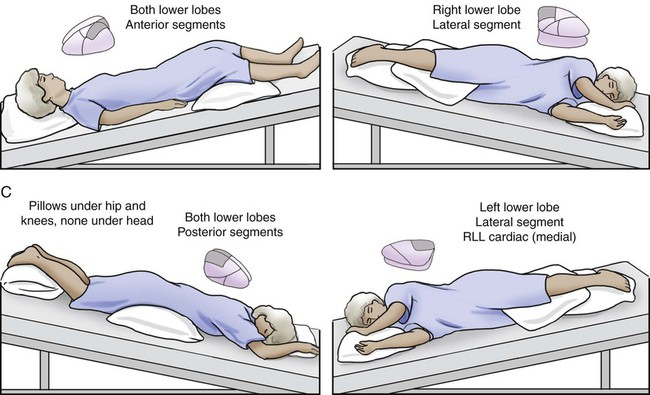 Both lower lobes
Anterior segments
Right lower lobe
Lateral segment
C
Pillows under hip and
knees, none under head
Both lower lobes
Posterior segments
Left lower lobe
Lateral segment
RLL cardiac (medial)